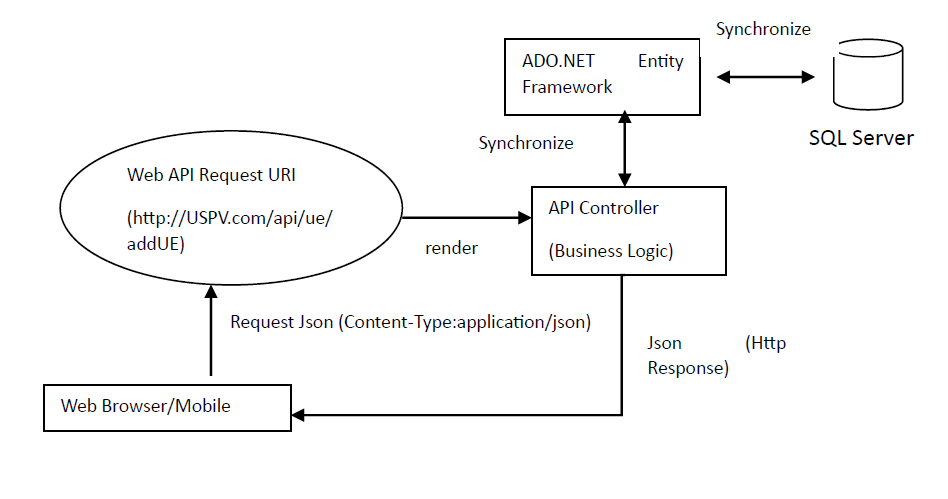 Synchronize
ADO.NET Entity
Framework
SQL Server
Synchronize
Web API Request URI
(http://USPV.com/api/ue/
addUE)
API Controller
(Business Logic)
render
Request Json (Content-Type:application/json)
Json (Http
Response)
Web Browser/Mobile